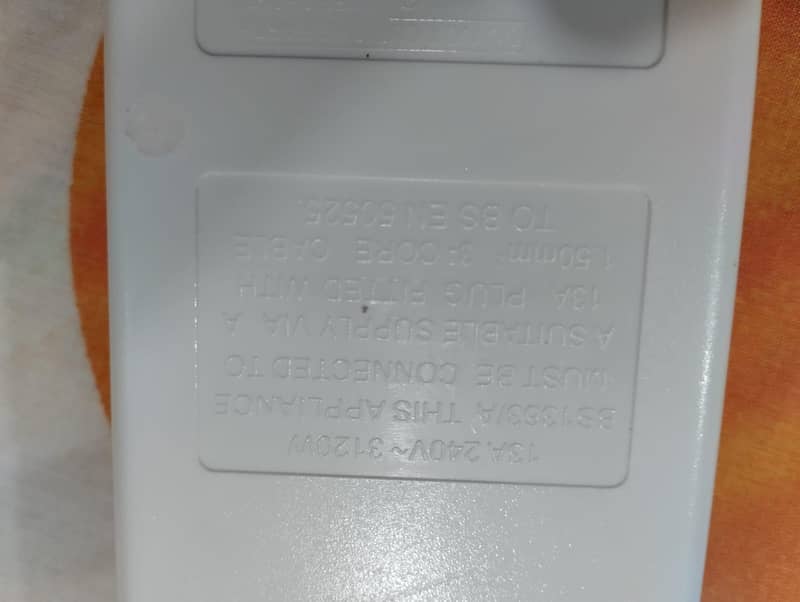 13A 240V~3120W
BS1363/A THIS APPLIANCE
MUST BE CONNECTED TO
A SUITABLE SUPPLY VIA A
13A PLUG FITTED WITH
1.50mm² 3 CORE CABLE
TO BS EN 50525.